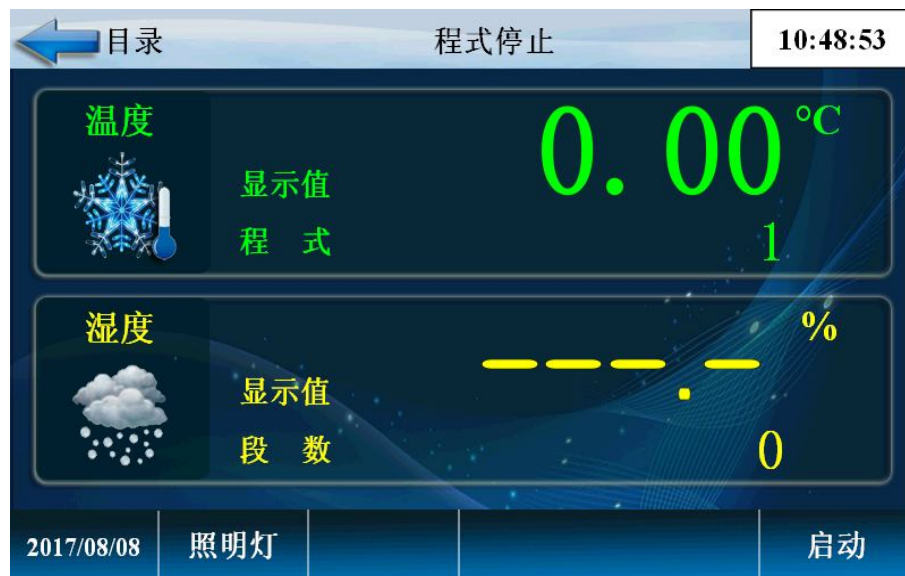 目录 程式停止 10:48:53
温度 0.00 ℃
显示值
程 式 1
湿度 ---.- %
显示值
段 数 0
2017/08/08 照明灯 启动